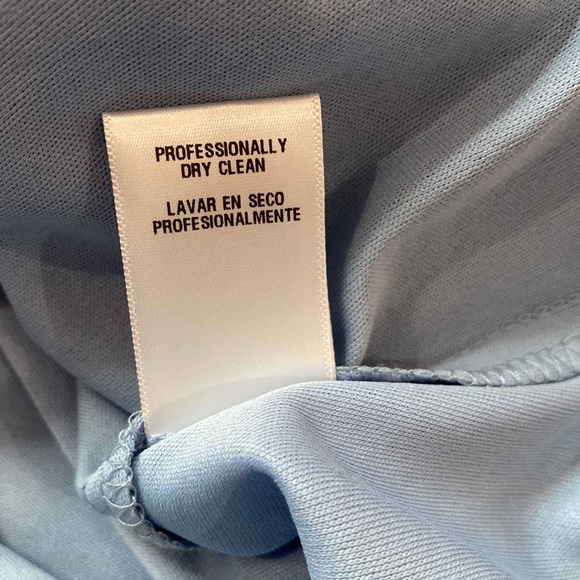 PROFESSIONALLY
DRY CLEAN
LAVAR EN SECO
PROFESIONALMENTE